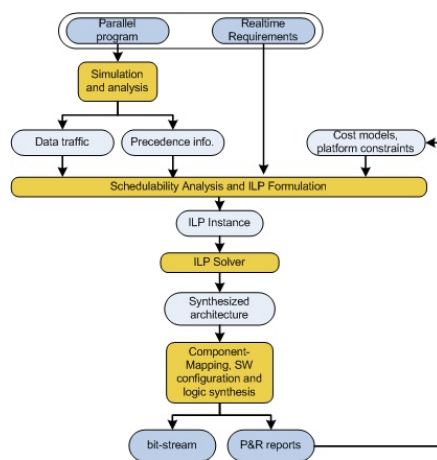 Parallel
program
Realtime
Requirements
Simulation
and analysis
Data traffic
Precedence info.
Cost models,
platform constraints
Schedulability Analysis and ILP Formulation
ILP Instance
ILP Solver
Synthesized
architecture
Component-
Mapping, SW
configuration and
logic synthesis
bit-stream
P&R reports